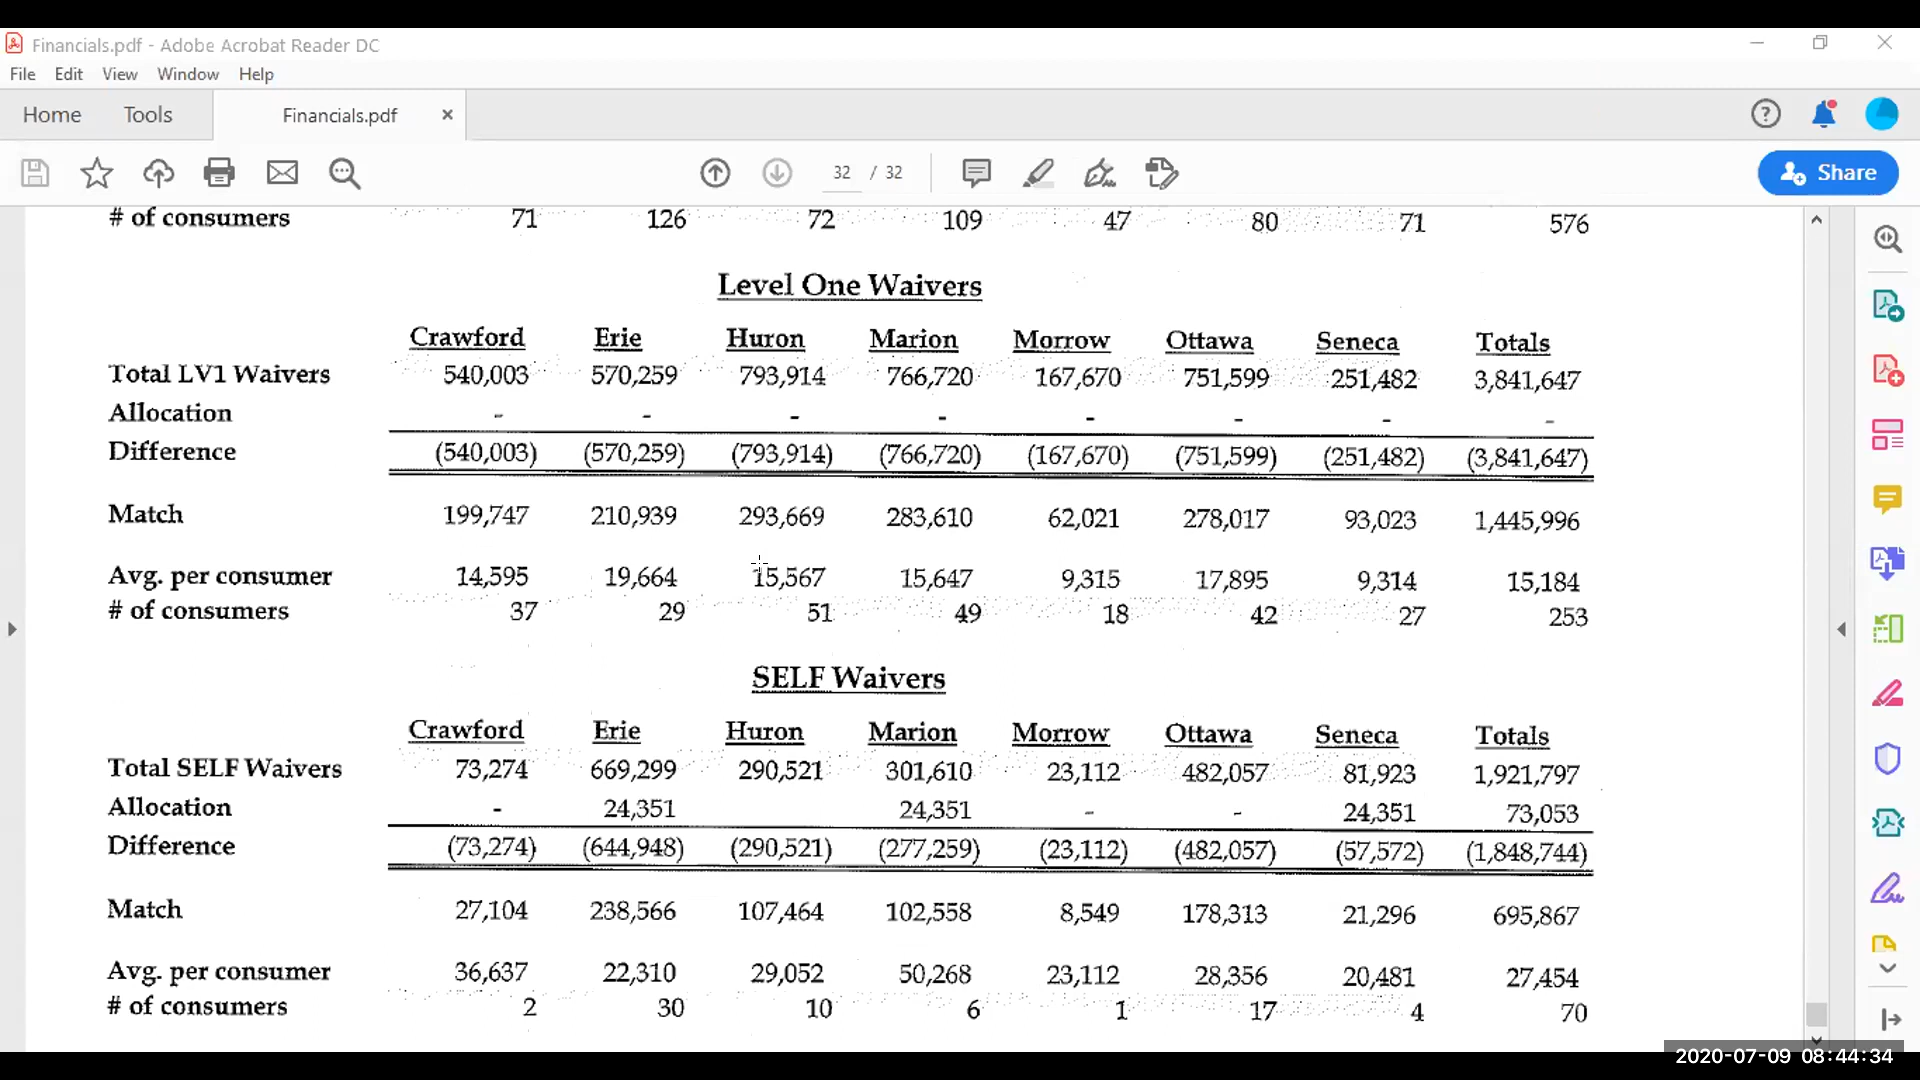 Financials.pdf - Adobe Acrobat Reader DC
File Edit View Window Help
Home Tools Financials.pdf
32 / 32
Share
# of consumers 71 126 72 109 47 80 71 576
Level One Waivers
Crawford Erie Huron Marion Morrow Ottawa Seneca Totals
Total LV1 Waivers 540,003 570,259 793,914 766,720 167,670 751,599 251,482 3,841,647
Allocation - - - - - - - -
Difference (540,003) (570,259) (793,914) (766,720) (167,670) (751,599) (251,482) (3,841,647)
Match 199,747 210,939 293,669 283,610 62,021 278,017 93,023 1,445,996
Avg. per consumer 14,595 19,664 15,567 15,647 9,315 17,895 9,314 15,184
# of consumers 37 29 51 49 18 42 27 253
SELF Waivers
Crawford Erie Huron Marion Morrow Ottawa Seneca Totals
Total SELF Waivers 73,274 669,299 290,521 301,610 23,112 482,057 81,923 1,921,797
Allocation - 24,351 24,351 - - 24,351 73,053
Difference (73,274) (644,948) (290,521) (277,259) (23,112) (482,057) (57,572) (1,848,744)
Match 27,104 238,566 107,464 102,558 8,549 178,313 21,296 695,867
Avg. per consumer 36,637 22,310 29,052 50,268 23,112 28,356 20,481 27,454
# of consumers 2 30 10 6 1 17 4 70
2020-07-09 08:44:34